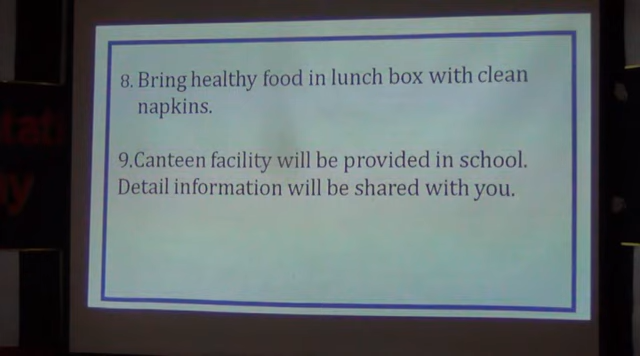 8. Bring healthy food in lunch box with clean
napkins.
9.Canteen facility will be provided in school.
Detail information will be shared with you.